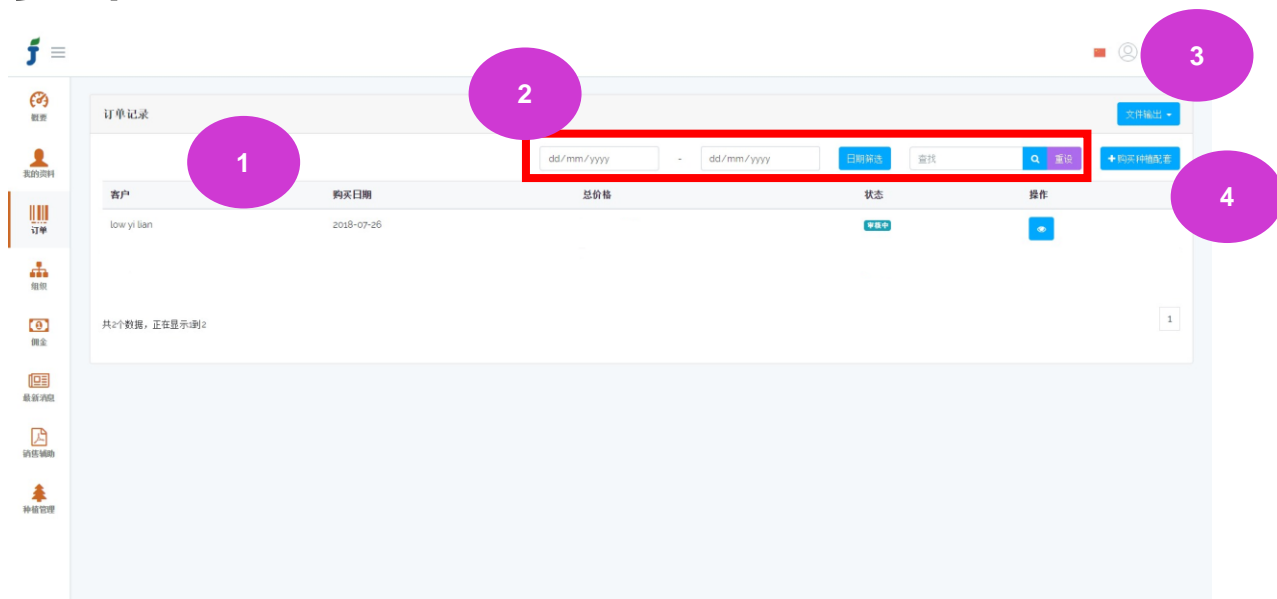 3
2
概要
订单记录
文件输出
1
dd/mm/yyyy - dd/mm/yyyy 日期筛选 查找 重设 +购买种植配套
我的资料
客户 购买日期 总价格 状态 操作
4
订单
low yi lian 2018-07-26 审核中
组织
共2个数据，正在显示1到2
1
佣金
最新消息
销售辅助
种植管理